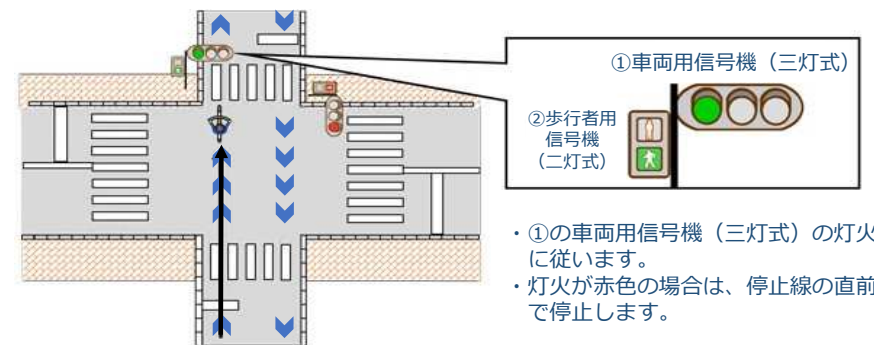 ①車両用信号機（三灯式）
②歩行者用
信号機
（二灯式）
・①の車両用信号機（三灯式）の灯火
に従います。
・灯火が赤色の場合は、停止線の直前
で停止します。